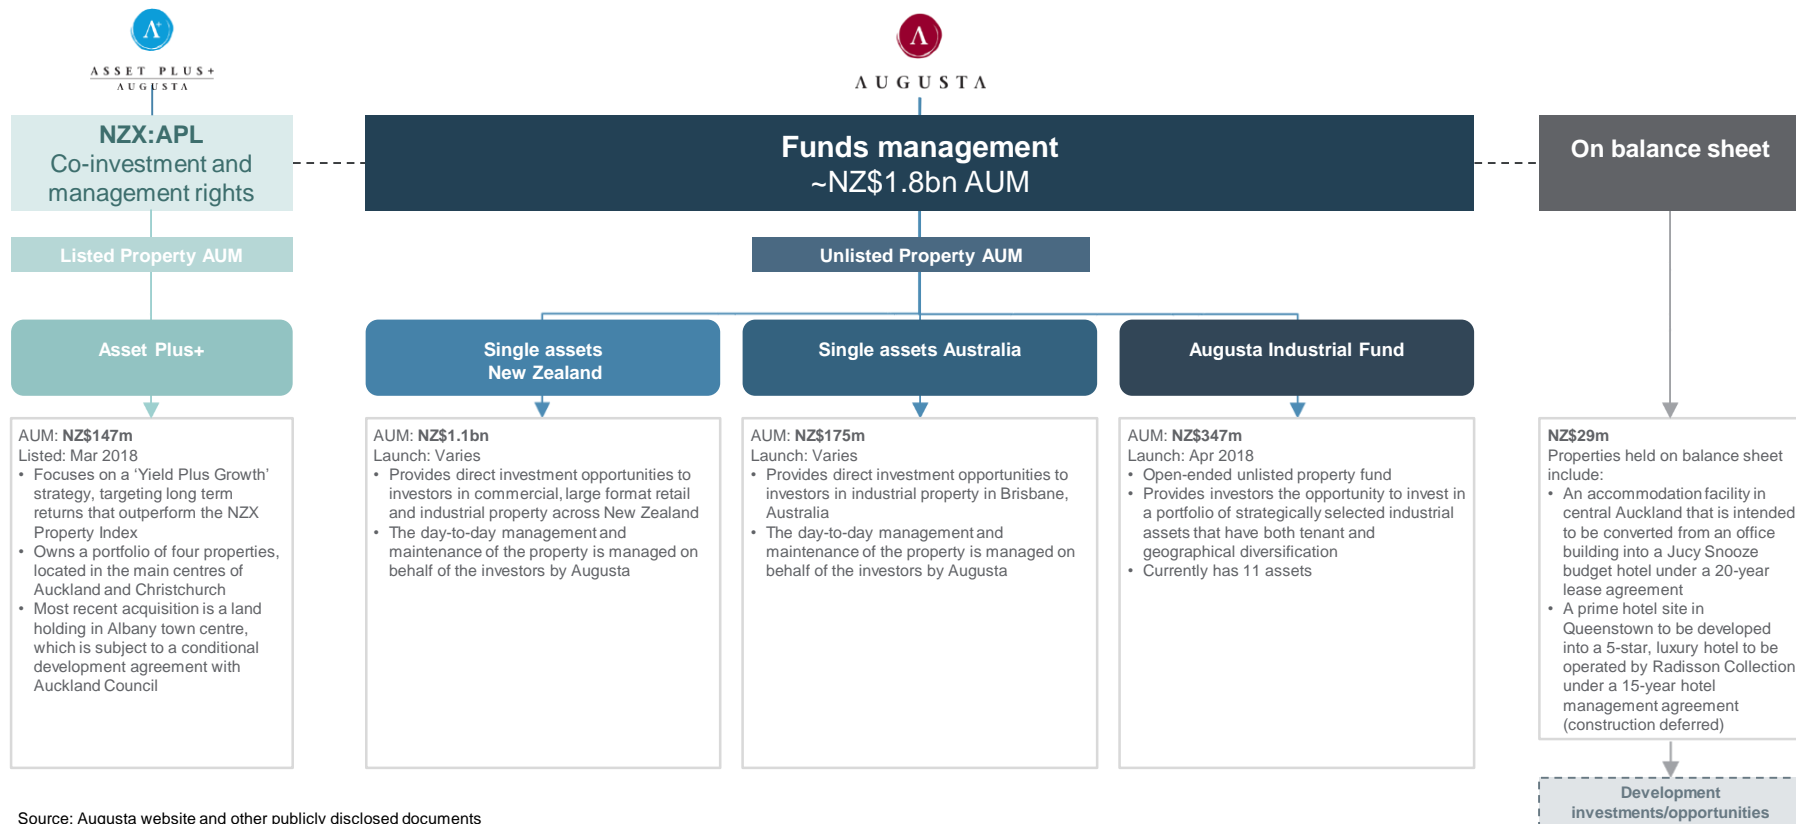 ASSET PLUS+
AUGUSTA
AUGUSTA
NZX:APL
Co-investment and
management rights
Funds management
~NZ$1.8bn AUM
On balance sheet
Listed Property AUM
Unlisted Property AUM
Asset Plus+
Single assets
New Zealand
Single assets Australia
Augusta Industrial Fund
AUM: NZ$147m
Listed: Mar 2018
• Focuses on a ‘Yield Plus Growth’
strategy, targeting long term
returns that outperform the NZX
Property Index
• Owns a portfolio of four properties,
located in the main centres of
Auckland and Christchurch
• Most recent acquisition is a land
holding in Albany town centre,
which is subject to a conditional
development agreement with
Auckland Council
AUM: NZ$1.1bn
Launch: Varies
• Provides direct investment opportunities to
investors in commercial, large format retail
and industrial property across New Zealand
• The day-to-day management and
maintenance of the property is managed on
behalf of the investors by Augusta
AUM: NZ$175m
Launch: Varies
• Provides direct investment opportunities to
investors in industrial property in Brisbane,
Australia
• The day-to-day management and
maintenance of the property is managed on
behalf of the investors by Augusta
AUM: NZ$347m
Launch: Apr 2018
• Open-ended unlisted property fund
• Provides investors the opportunity to invest in
a portfolio of strategically selected industrial
assets that have both tenant and
geographical diversification
• Currently has 11 assets
NZ$29m
Properties held on balance sheet
include:
• An accommodation facility in
central Auckland that is intended
to be converted from an office
building into a Jucy Snooze
budget hotel under a 20-year
lease agreement
• A prime hotel site in
Queenstown to be developed
into a 5-star, luxury hotel to be
operated by Radisson Collection
under a 15-year hotel
management agreement
(construction deferred)
Development
investments/opportunities
Source: Augusta website and other publicly disclosed documents